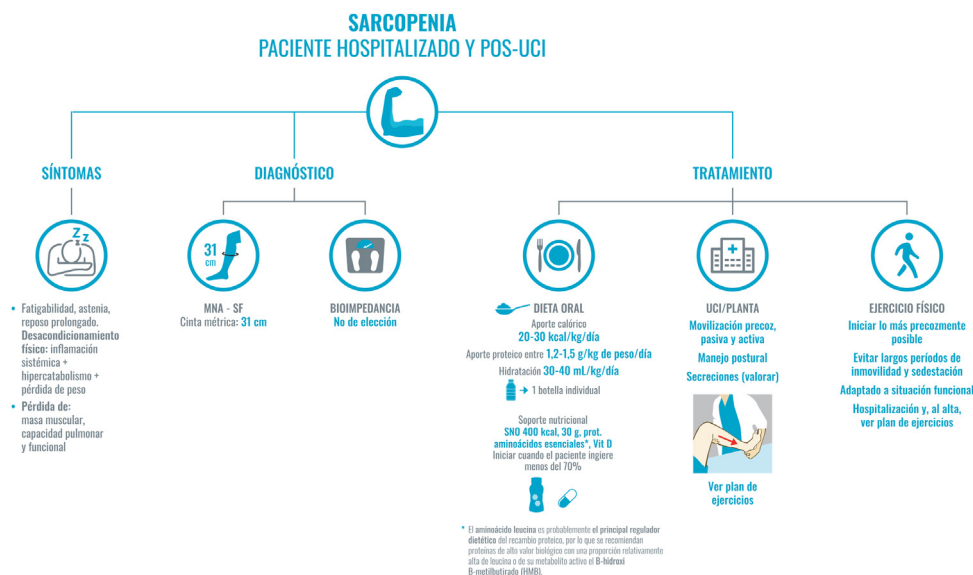 SARCOPENIA
PACIENTE HOSPITALIZADO Y POS-UCI
SÍNTOMAS
Z Z
• Fatigabilidad, astenia,
reposo prolongado.
Desacondicionamiento
físico: inflamación
sistémica +
hipercatabolismo +
pérdida de peso
• Pérdida de:
masa muscular,
capacidad pulmonar
y funcional
DIAGNÓSTICO
31
cm
MNA - SF
Cinta métrica: 31 cm
BIOIMPEDANCIA
No de elección
TRATAMIENTO
DIETA ORAL
Aporte calórico
20-30 kcal/kg/día
Aporte proteico entre 1,2-1,5 g/kg de peso/día
Hidratación 30-40 mL/kg/día
→ 1 botella individual
Soporte nutricional
SNO 400 kcal, 30 g, prot.
aminoácidos esenciales*, Vit D
Iniciar cuando el paciente ingiere
menos del 70%
* El aminoácido leucina es probablemente el principal regulador
dietético del recambio proteico, por lo que se recomiendan
proteínas de alto valor biológico con una proporción relativamente
alta de leucina o de su metabolito activo el B-hidroxi
B-metilbutirado (HMB).
UCI/PLANTA
Movilización precoz,
pasiva y activa
Manejo postural
Secreciones (valorar)
Ver plan de
ejercicios
EJERCICIO FÍSICO
Iniciar lo más precozmente
posible
Evitar largos períodos de
inmovilidad y sedestación
Adaptado a situación funcional
Hospitalización y, al alta,
ver plan de ejercicios